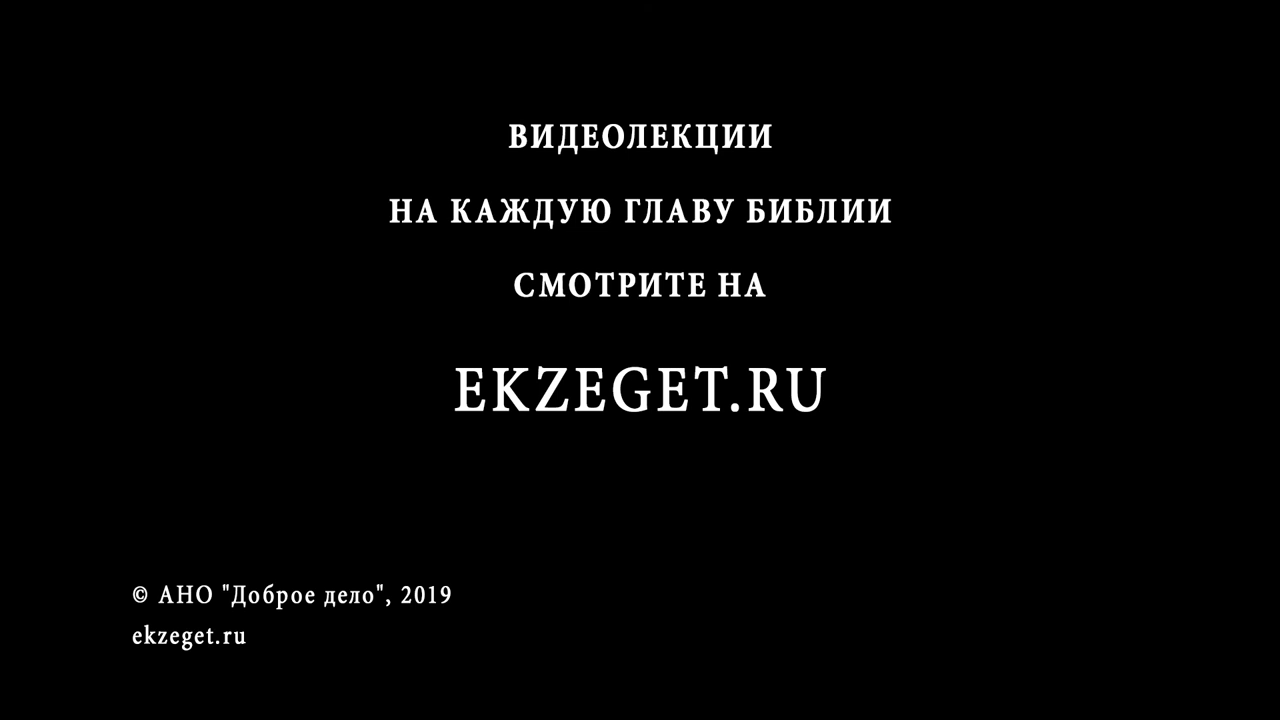 ВИДЕОЛЕКЦИИ
НА КАЖДУЮ ГЛАВУ БИБЛИИ
СМОТРИТЕ НА
EKZEGET.RU
© АНО "Доброе дело", 2019
ekzeget.ru